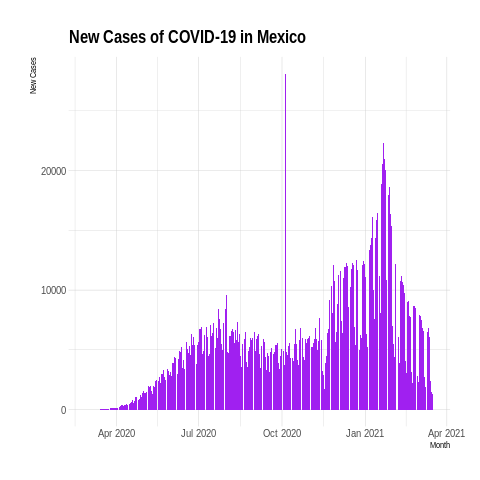 New Cases of COVID-19 in Mexico
New Cases
20000
10000
0
Apr 2020
Jul 2020
Oct 2020
Jan 2021
Apr 2021
Month